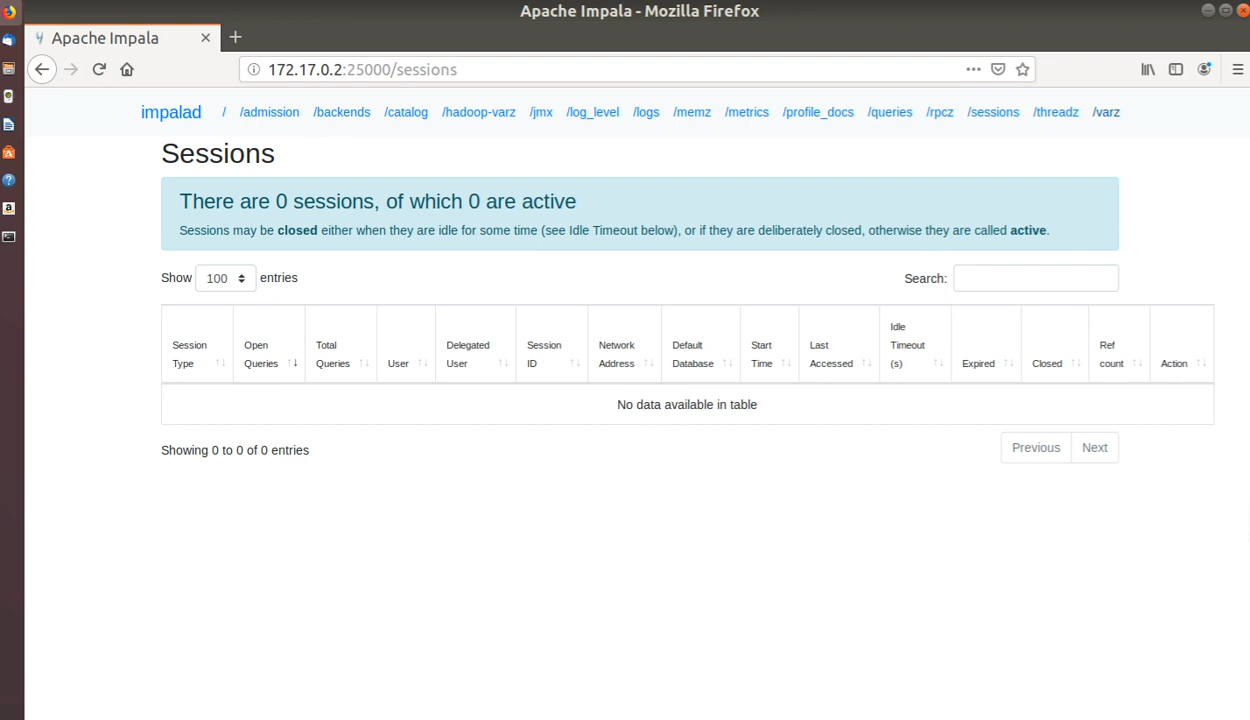 Apache Impala - Mozilla Firefox
Apache Impala
172.17.0.2:25000/sessions
impalad / /admission /backends /catalog /hadoop-varz /jmx /log_level /logs /memz /metrics /profile_docs /queries /rpcz /sessions /threadz /varz
Sessions
There are 0 sessions, of which 0 are active
Sessions may be closed either when they are idle for some time (see Idle Timeout below), or if they are deliberately closed, otherwise they are called active.
Show 100 entries Search:
Session Type Open Queries Total Queries User Delegated User Session ID Network Address Default Database Start Time Last Accessed Idle Timeout (s) Expired Closed Ref count Action
No data available in table
Showing 0 to 0 of 0 entries Previous Next